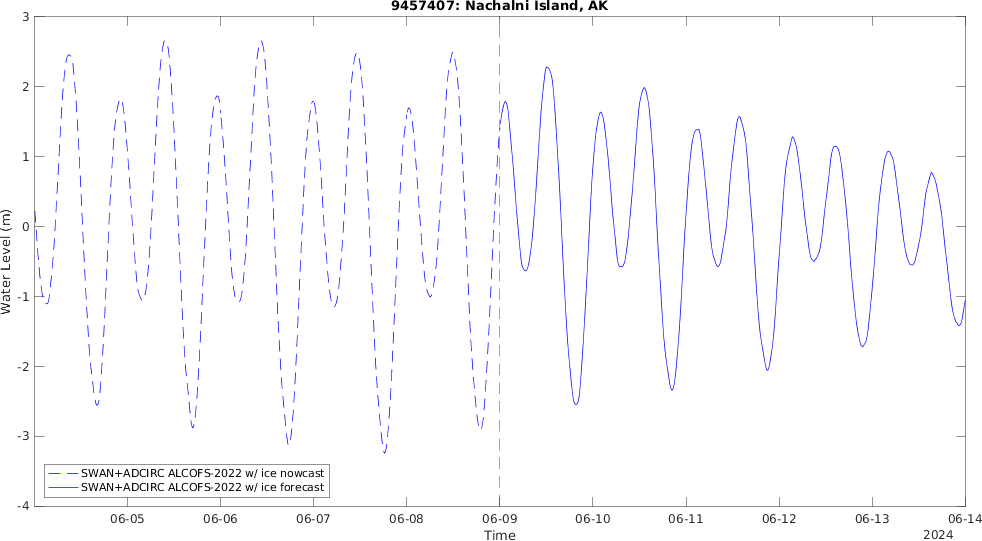 9457407: Nachalni Island, AK
3
2
1
0
-1
-2
-3
-4
Water Level (m)
SWAN+ADCIRC ALCOFS-2022 w/ ice nowcast
SWAN+ADCIRC ALCOFS-2022 w/ ice forecast
06-05 06-06 06-07 06-08 06-09 06-10 06-11 06-12 06-13 06-14
Time
2024